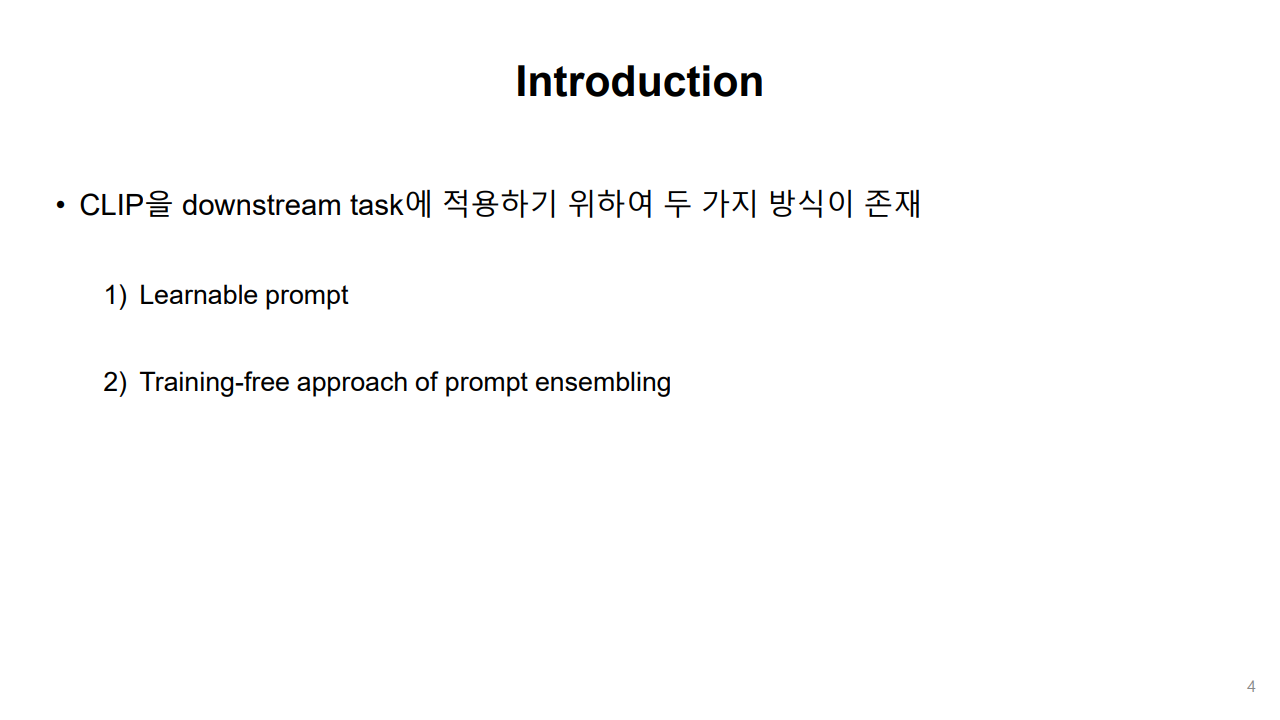 Introduction
• CLIP을 downstream task에 적용하기 위하여 두 가지 방식이 존재
1) Learnable prompt
2) Training-free approach of prompt ensembling
4